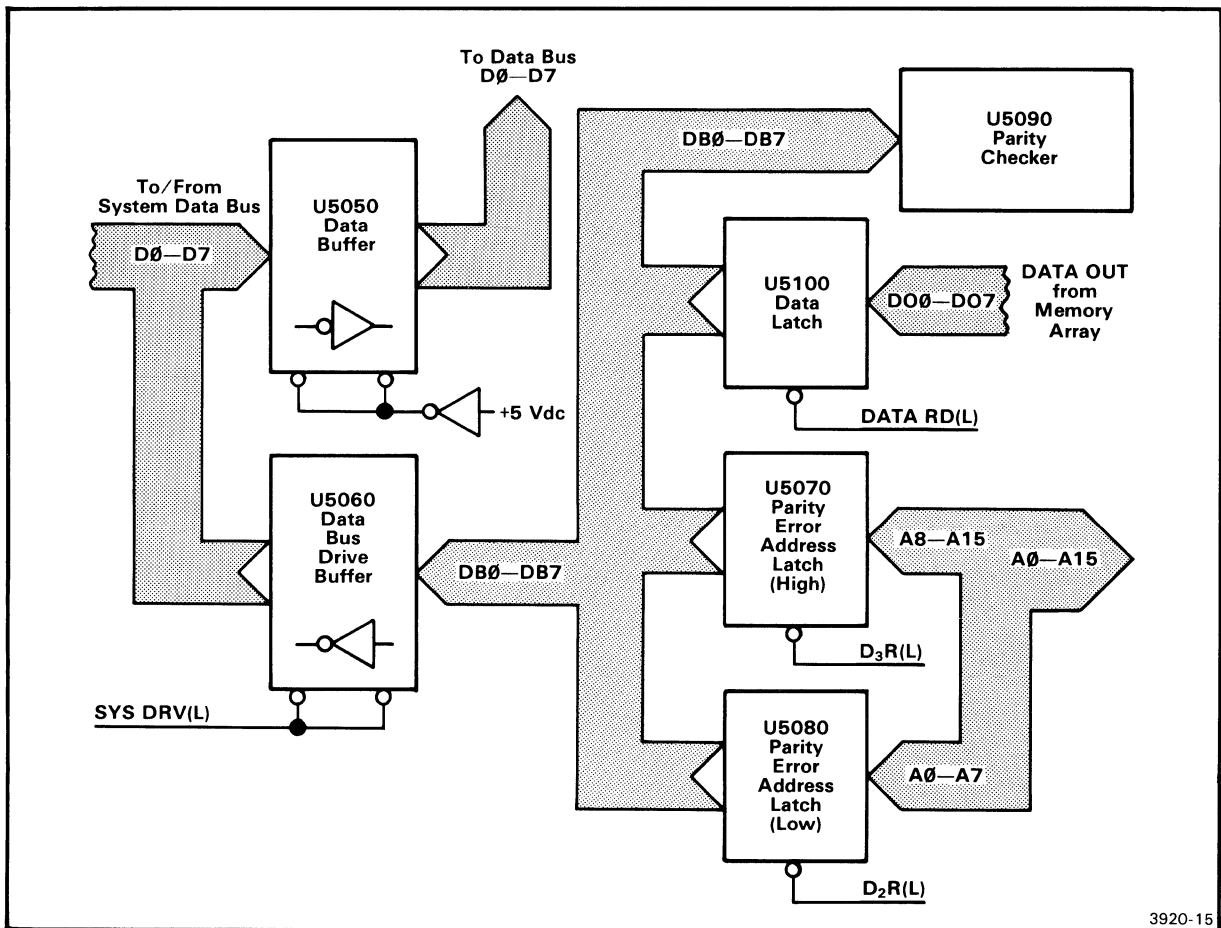 To Data Bus
DØ—D7
U5090
Parity
Checker
DBØ—DB7
To/From
System Data Bus
U5050
Data
Buffer
DØ—D7
U5100
Data
Latch
DOØ—DO7
DATA OUT
from
Memory
Array
+5 Vdc
DATA RD(L)
U5060
Data
Bus
Drive
Buffer
DBØ—DB7
U5070
Parity
Error
Address
Latch
(High)
A8—A15
AØ—A15
D₃R(L)
SYS DRV(L)
U5080
Parity
Error
Address
Latch
(Low)
AØ—A7
D₂R(L)
3920-15